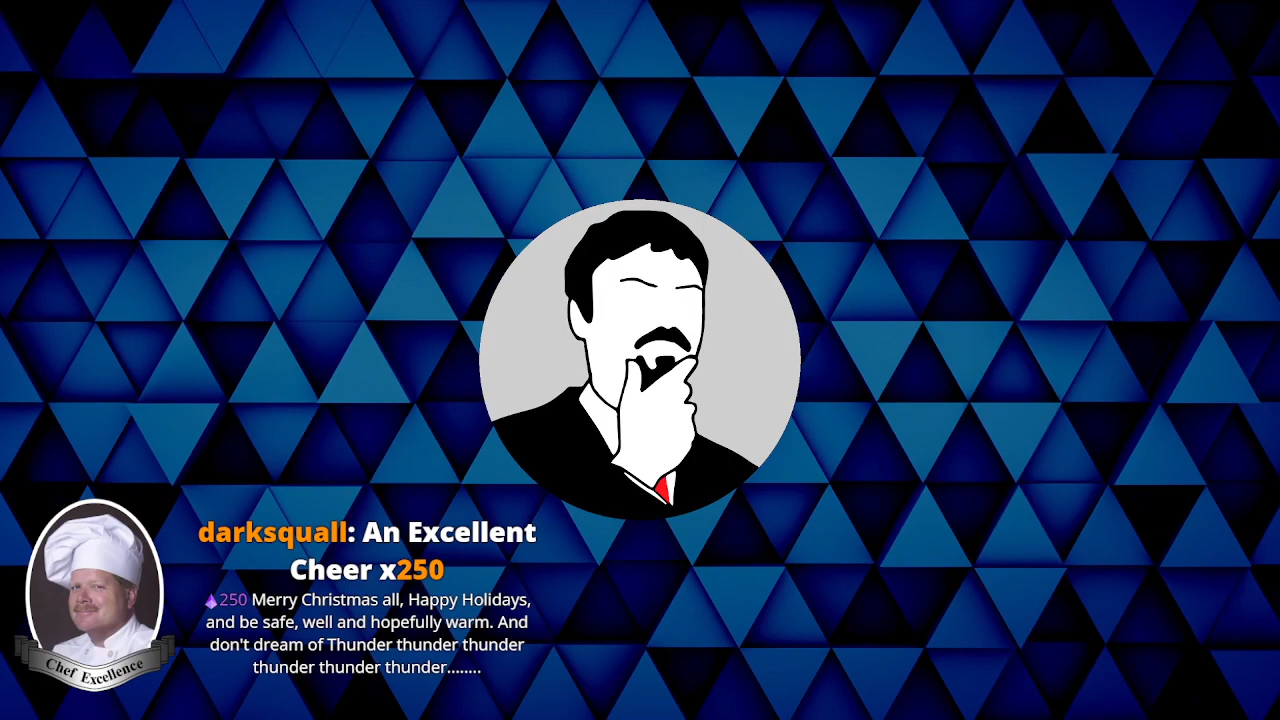 darksquall: An Excellent
Cheer x250
250 Merry Christmas all, Happy Holidays,
and be safe, well and hopefully warm. And
don't dream of Thunder thunder thunder
thunder thunder thunder........
Chef Excellence